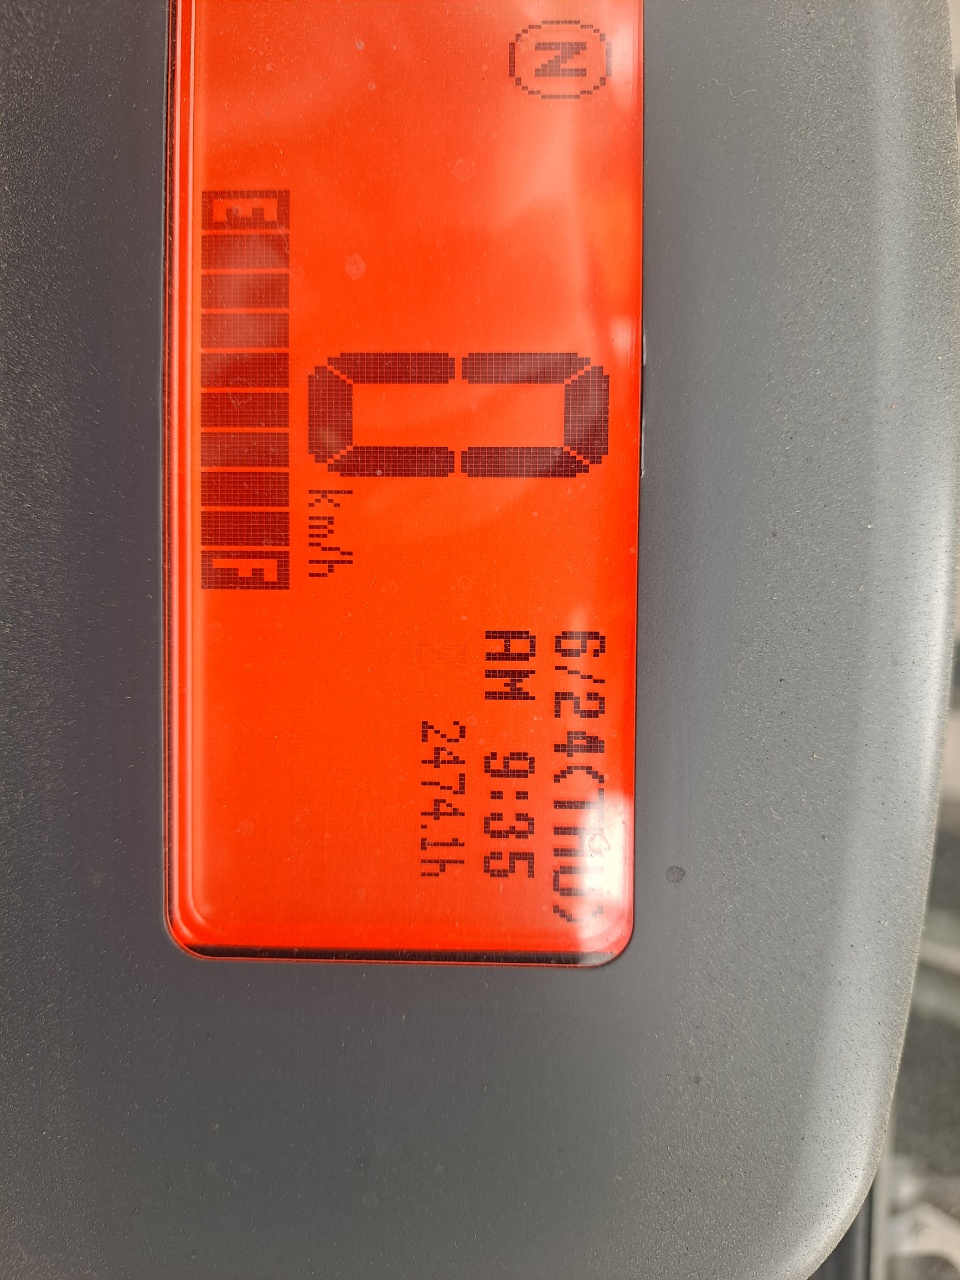 N
6/24(THU)
AM 9:35
2474.1h
0
km/h
E
F